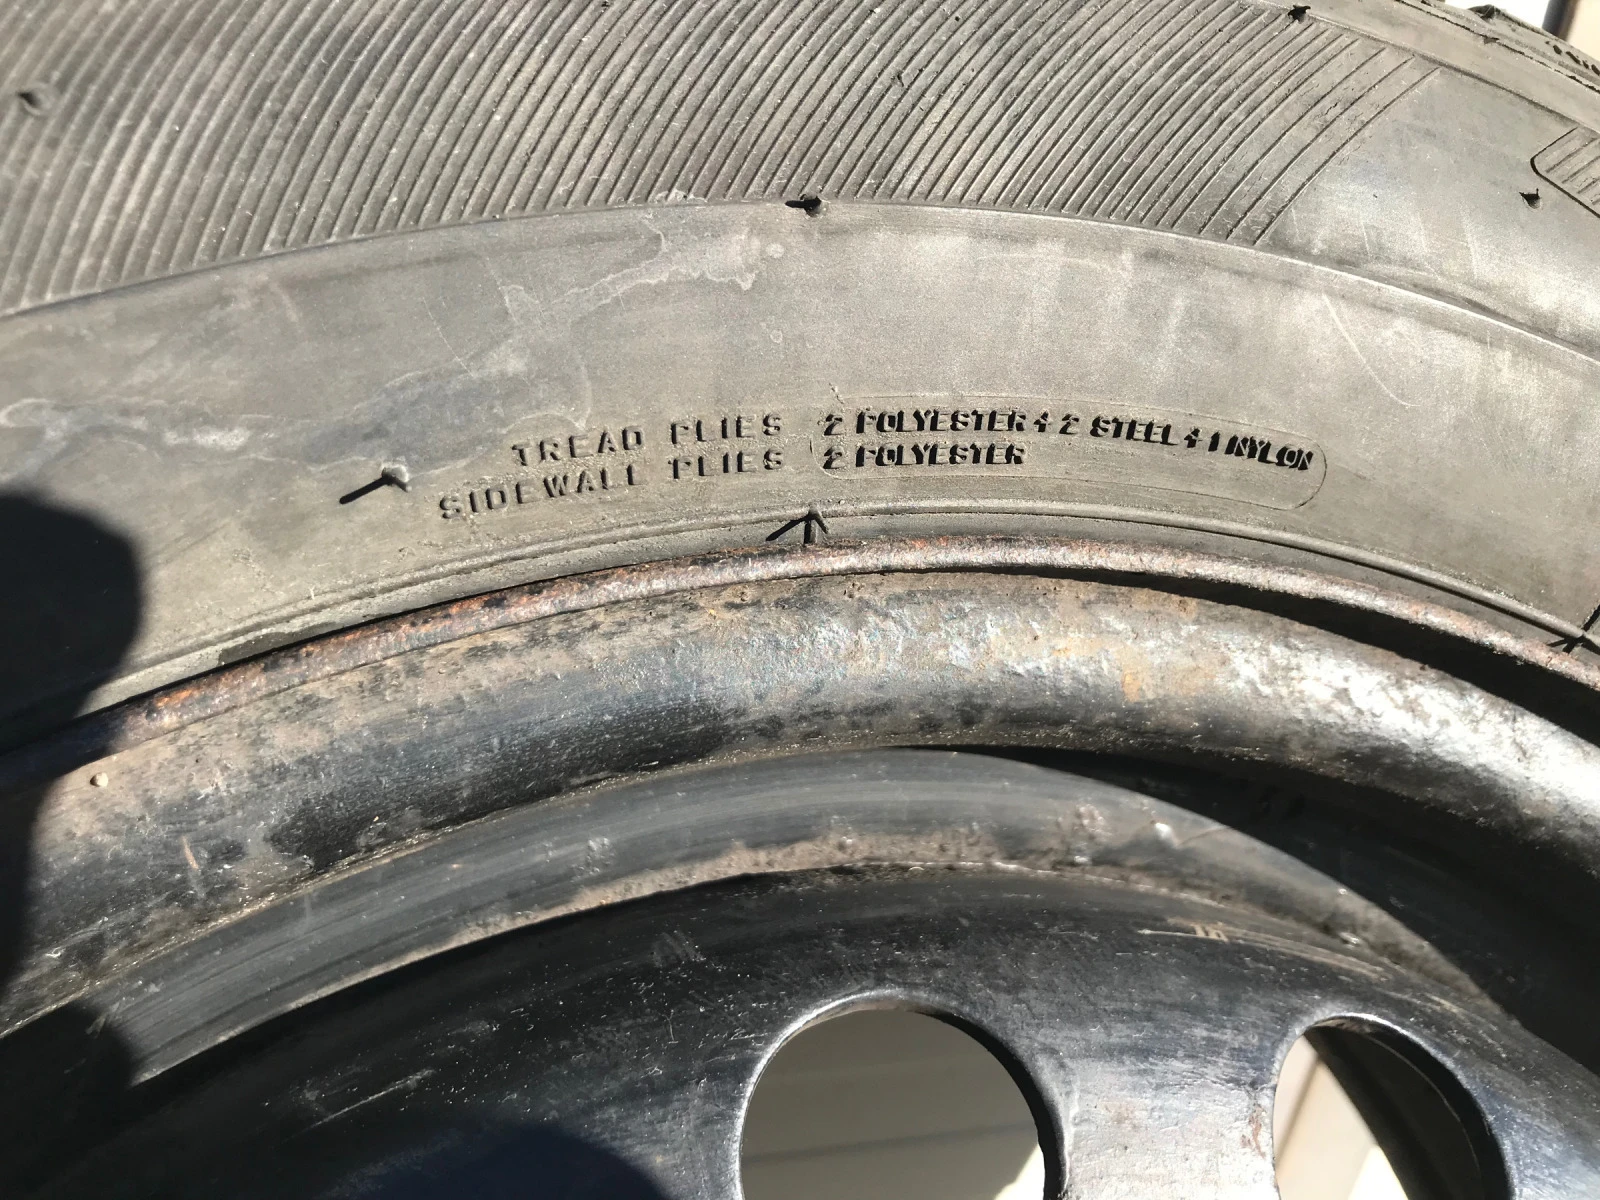 TREAD PLIES 2 POLYESTER + 2 STEEL + 1 NYLON
SIDEWALL PLIES 2 POLYESTER